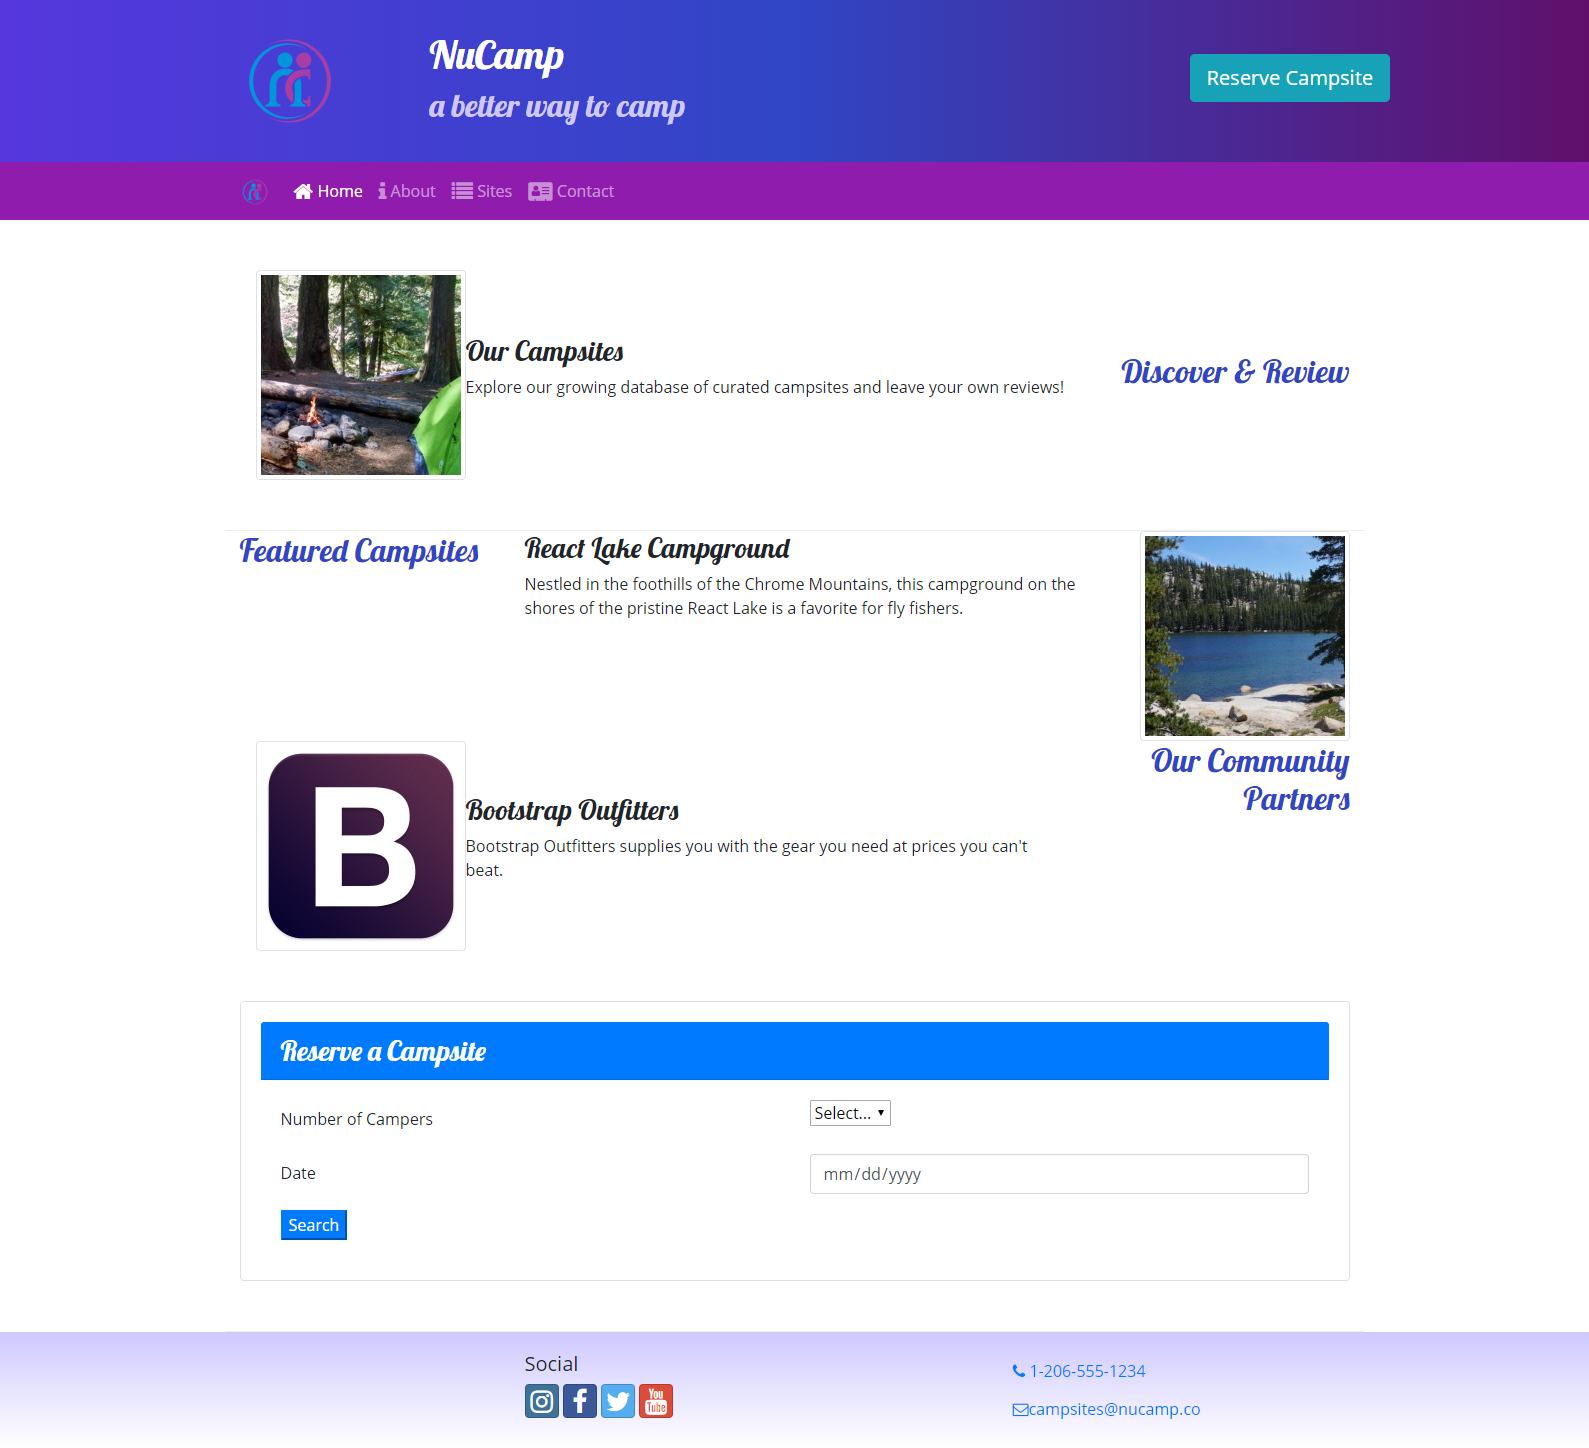 NuCamp
a better way to camp
Reserve Campsite
Home
About
Sites
Contact
Our Campsites
Explore our growing database of curated campsites and leave your own reviews!
Discover & Review
Featured Campsites
React Lake Campground
Nestled in the foothills of the Chrome Mountains, this campground on the
shores of the pristine React Lake is a favorite for fly fishers.
B
Bootstrap Outfitters
Bootstrap Outfitters supplies you with the gear you need at prices you can't
beat.
Our Community
Partners
Reserve a Campsite
Number of Campers
Select...
Date
mm/dd/yyyy
Search
Social
You
Tube
1-206-555-1234
campsites@nucamp.co